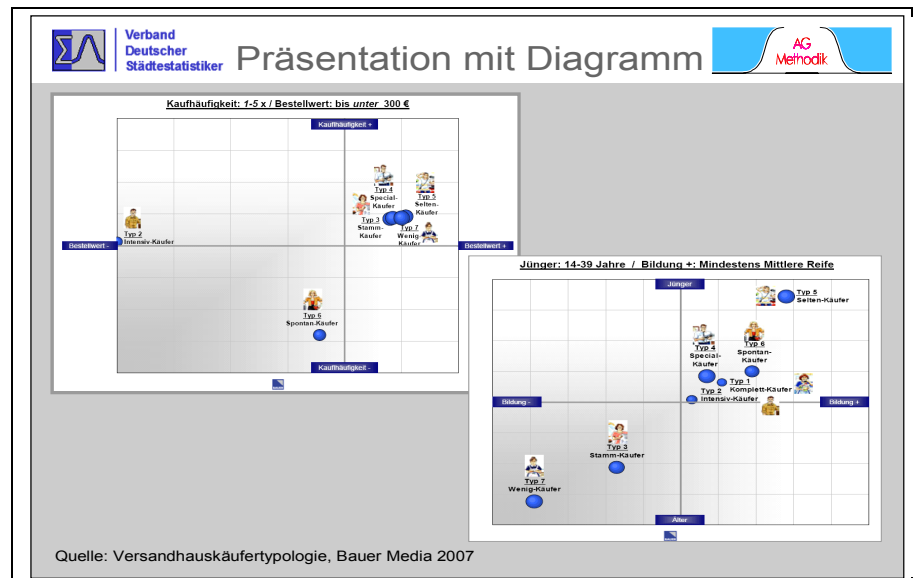 ΣΛ
Verband
Deutscher
Städtestatistiker
Präsentation mit Diagramm
AG
Methodik
Kaufhäufigkeit: 1-5 x / Bestellwert: bis unter 300 €
Kaufhäufigkeit +
Typ 4
Special-
Käufer
Typ 5
Selten-
Käufer
Typ 3
Stamm-
Käufer
Typ 7
Wenig-
Käufer
Typ 2
Intensiv-Käufer
Bestellwert -
Bestellwert +
Typ 6
Spontan-Käufer
Kaufhäufigkeit -
Jünger: 14-39 Jahre / Bildung +: Mindestens Mittlere Reife
Jünger
Typ 5
Selten-Käufer
Typ 4
Special-
Käufer
Typ 6
Spontan-
Käufer
Typ 1
Komplett-Käufer
Typ 2
Intensiv-Käufer
Bildung -
Bildung +
Typ 3
Stamm-Käufer
Typ 7
Wenig-Käufer
Älter
Quelle: Versandhauskäufertypologie, Bauer Media 2007